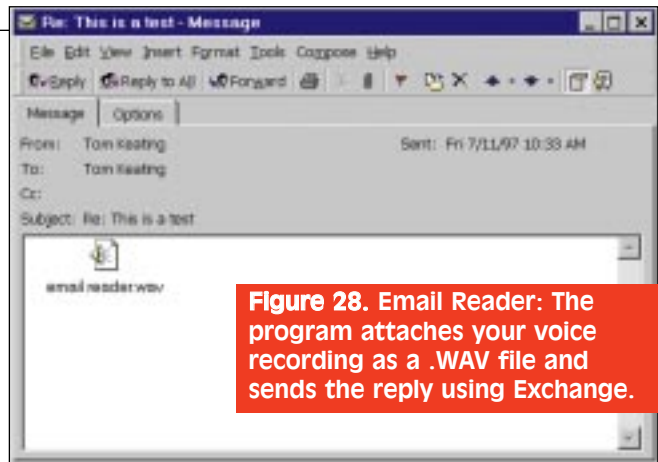 Re: This is a test - Message
File Edit View Insert Format Tools Compose Help
Reply Reply to All Forward
Message Options
From: Tom Keating Sent: Fri 7/11/97 10:33 AM
To: Tom Keating
Cc:
Subject: Re: This is a test
email reader.wav
Figure 28. Email Reader: The
program attaches your voice
recording as a .WAV file and
sends the reply using Exchange.